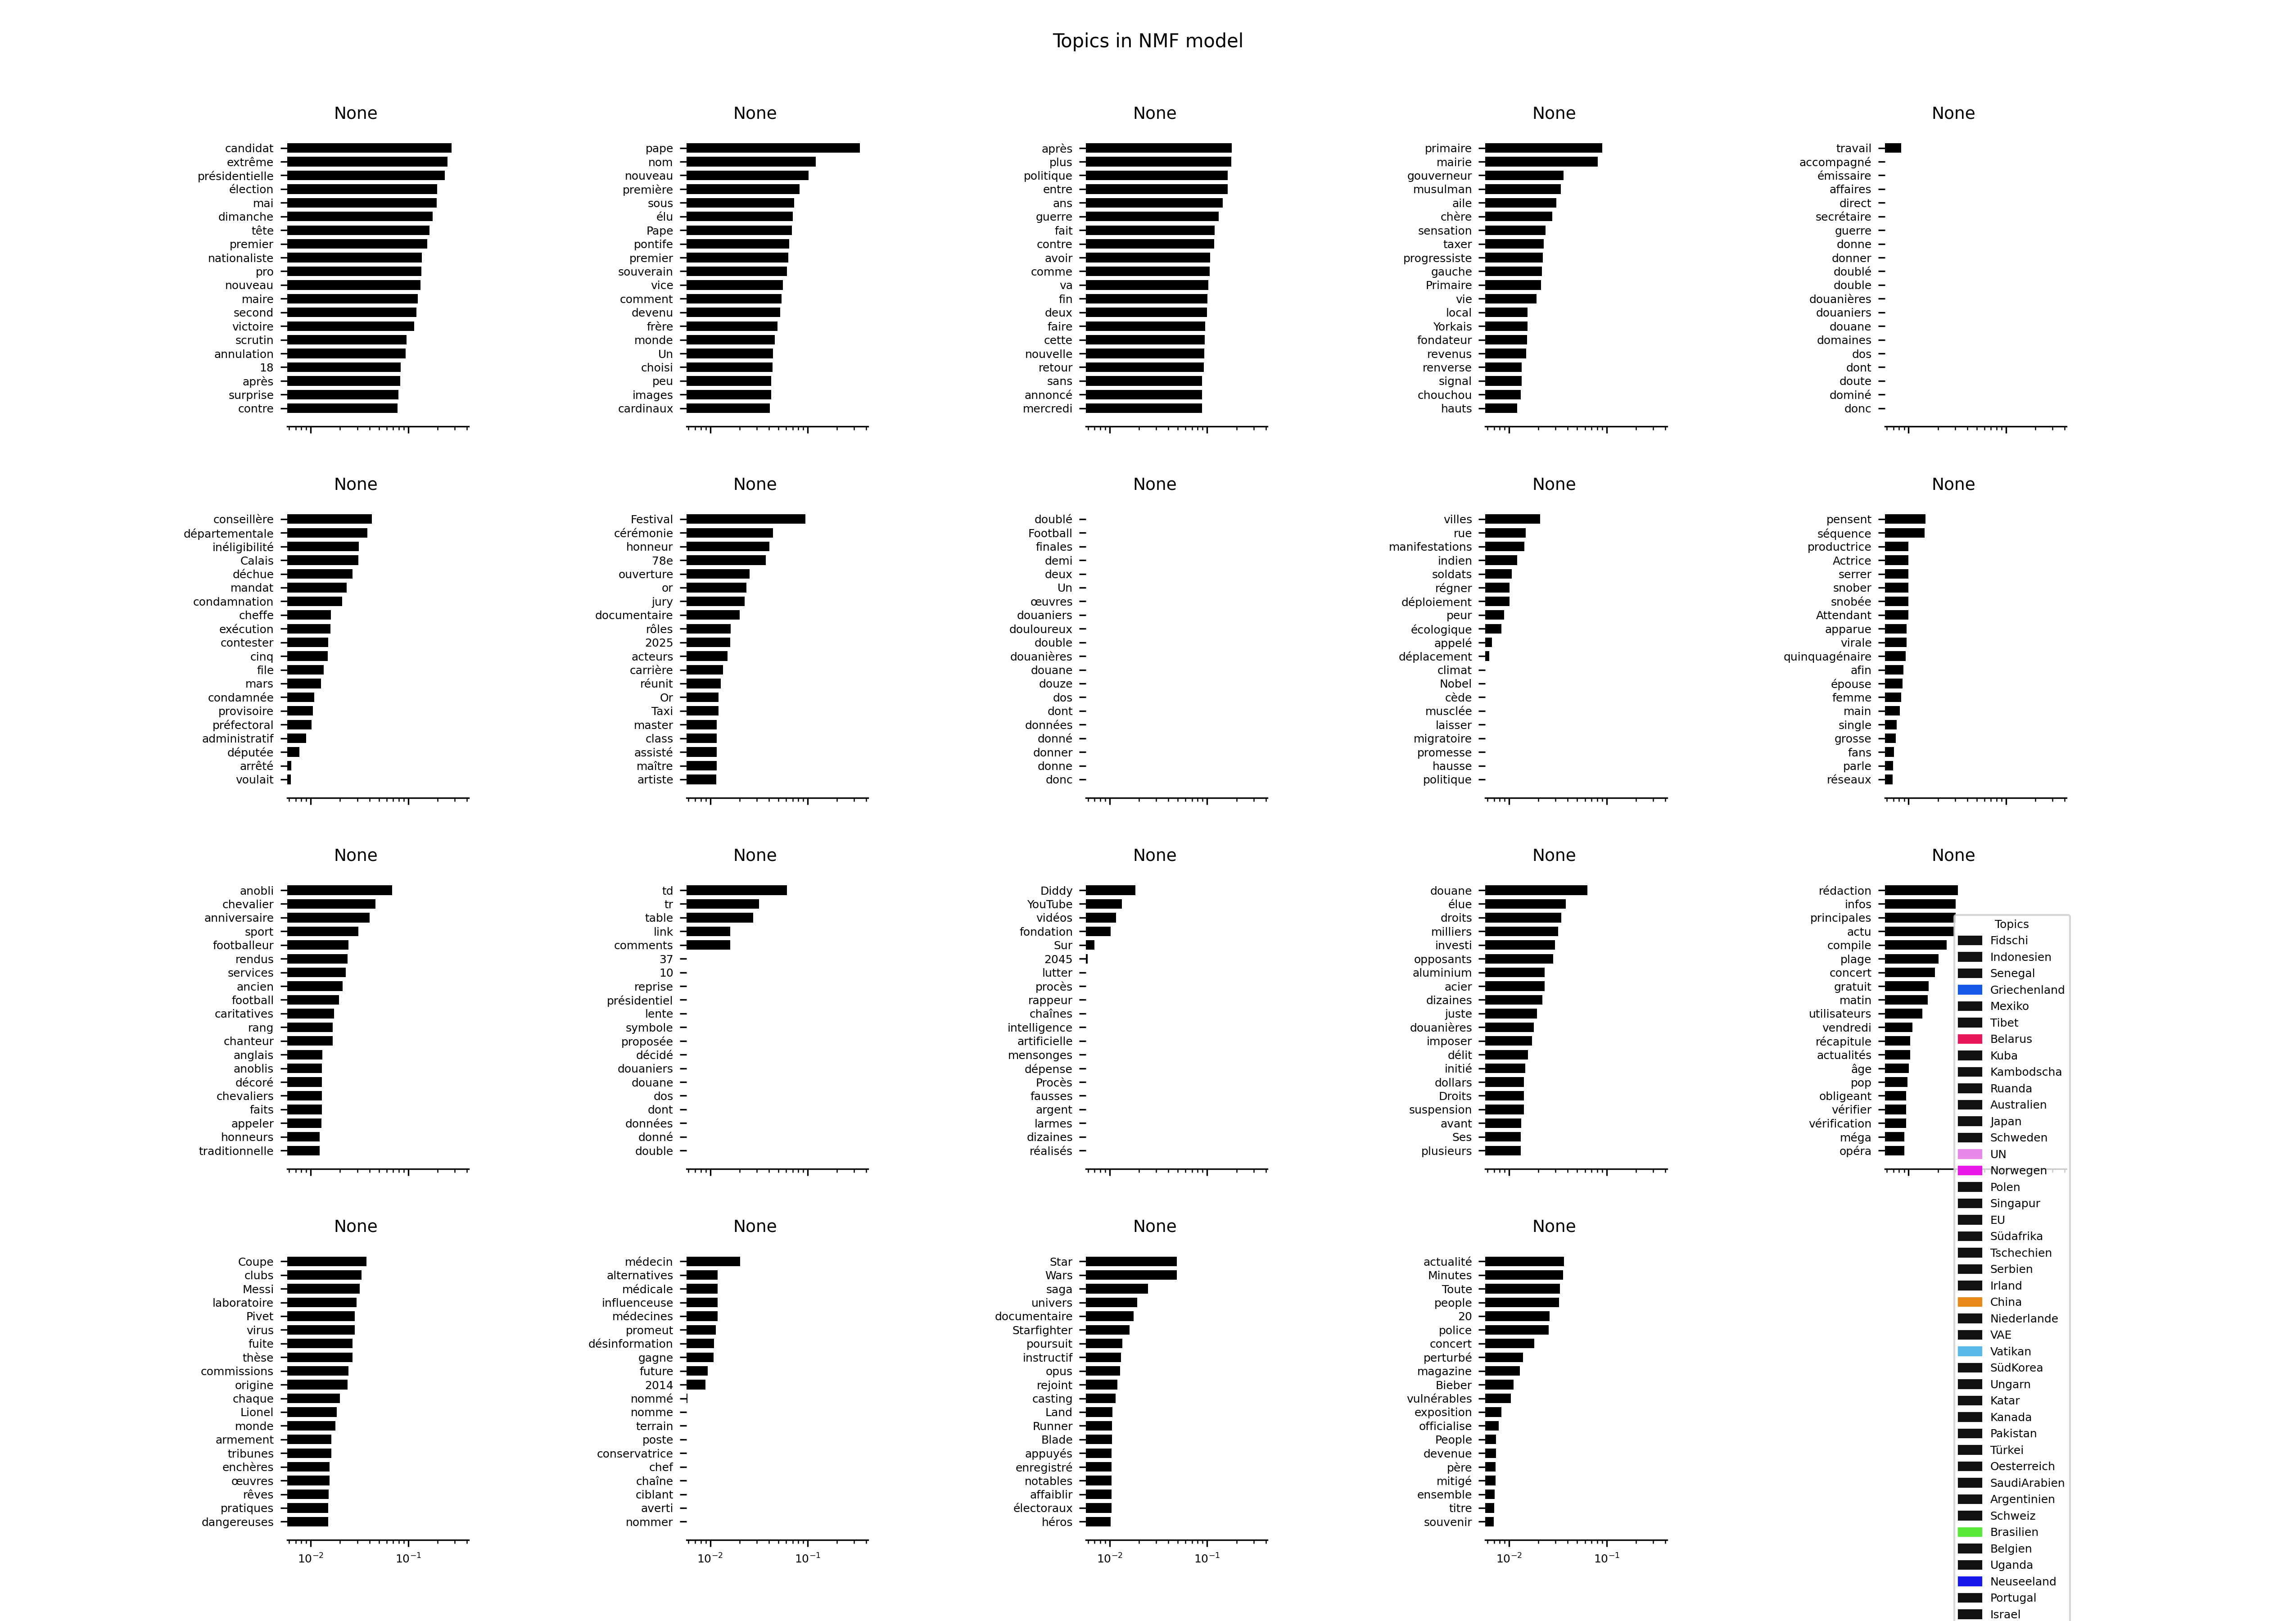 Topics in NMF model
None
candidat
extrême
présidentielle
élection
mai
dimanche
tête
premier
nationaliste
pro
nouveau
maire
second
victoire
scrutin
annulation
18
après
surprise
contre
None
pape
nom
nouveau
première
sous
élu
Pape
pontife
premier
souverain
vice
comment
devenu
frère
monde
Un
choisi
peu
images
cardinaux
None
après
plus
politique
entre
ans
guerre
fait
contre
avoir
comme
va
fin
deux
faire
cette
nouvelle
retour
sans
annoncé
mercredi
None
primaire
mairie
gouverneur
musulman
aile
chère
sensation
taxer
progressiste
gauche
Primaire
vie
local
Yorkais
fondateur
revenus
renverse
signal
chouchou
hauts
None
travail
accompagné
émissaire
affaires
direct
secrétaire
guerre
donne
donner
doublé
double
douanières
douaniers
douane
domaines
dos
dont
doute
dominé
donc
None
conseillère
départementale
inéligibilité
Calais
déchue
mandat
condamnation
cheffe
exécution
contester
cinq
file
mars
condamnée
provisoire
préfectoral
administratif
députée
arrêté
voulait
None
Festival
cérémonie
honneur
78e
ouverture
or
jury
documentaire
rôles
2025
acteurs
carrière
réunit
Or
Taxi
master
class
assisté
maître
artiste
None
doublé
Football
finales
demi
deux
Un
œuvres
douaniers
douloureux
double
douanières
douane
douze
dos
dont
données
donné
donner
donne
donc
None
villes
rue
manifestations
indien
soldats
régner
déploiement
peur
écologique
appelé
déplacement
climat
Nobel
cède
musclée
laisser
migratoire
promesse
hausse
politique
None
pensent
séquence
productrice
Actrice
serrer
snober
snobée
Attendant
apparue
virale
quinquagénaire
afin
épouse
femme
main
single
grosse
fans
parle
réseaux
None
anobli
chevalier
anniversaire
sport
footballeur
rendus
services
ancien
football
caritatives
rang
chanteur
anglais
anoblis
décoré
chevaliers
faits
appeler
honneurs
traditionnelle
None
td
tr
table
link
comments
37
10
reprise
présidentiel
lente
symbole
proposée
décidé
douaniers
douane
dos
dont
données
donné
double
None
Diddy
YouTube
vidéos
fondation
Sur
2045
lutter
procès
rappeur
chaînes
intelligence
artificielle
mensonges
dépense
Procès
fausses
argent
larmes
dizaines
réalisés
None
douane
élue
droits
milliers
investi
opposants
aluminium
acier
dizaines
juste
douanières
imposer
délit
initié
dollars
Droits
suspension
avant
Ses
plusieurs
None
rédaction
infos
principales
actu
compile
plage
concert
gratuit
matin
utilisateurs
vendredi
récapitule
actualités
âge
pop
obligeant
vérifier
vérification
méga
opéra
None
Coupe
clubs
Messi
laboratoire
Pivet
virus
fuite
thèse
commissions
origine
chaque
Lionel
monde
armement
tribunes
enchères
œuvres
rêves
pratiques
dangereuses
10⁻² 10⁻¹
None
médecin
alternatives
médicale
influenceuse
médecines
promeut
désinformation
gagne
future
2014
nommé
nomme
terrain
poste
conservatrice
chef
chaîne
ciblant
averti
nommer
10⁻² 10⁻¹
None
Star
Wars
saga
univers
documentaire
Starfighter
poursuit
instructif
opus
rejoint
casting
Land
Runner
Blade
appuyés
enregistré
notables
affaiblir
électoraux
héros
10⁻² 10⁻¹
None
actualité
Minutes
Toute
people
20
police
concert
perturbé
magazine
Bieber
vulnérables
exposition
officialise
People
devenue
père
mitigé
ensemble
titre
souvenir
10⁻² 10⁻¹
Topics
Fidschi
Indonesien
Senegal
Griechenland
Mexiko
Tibet
Belarus
Kuba
Kambodscha
Ruanda
Australien
Japan
Schweden
UN
Norwegen
Polen
Singapur
EU
Südafrika
Tschechien
Serbien
Irland
China
Niederlande
VAE
Vatikan
SüdKorea
Ungarn
Katar
Kanada
Pakistan
Türkei
Oesterreich
SaudiArabien
Argentinien
Schweiz
Brasilien
Belgien
Uganda
Neuseeland
Portugal
Israel